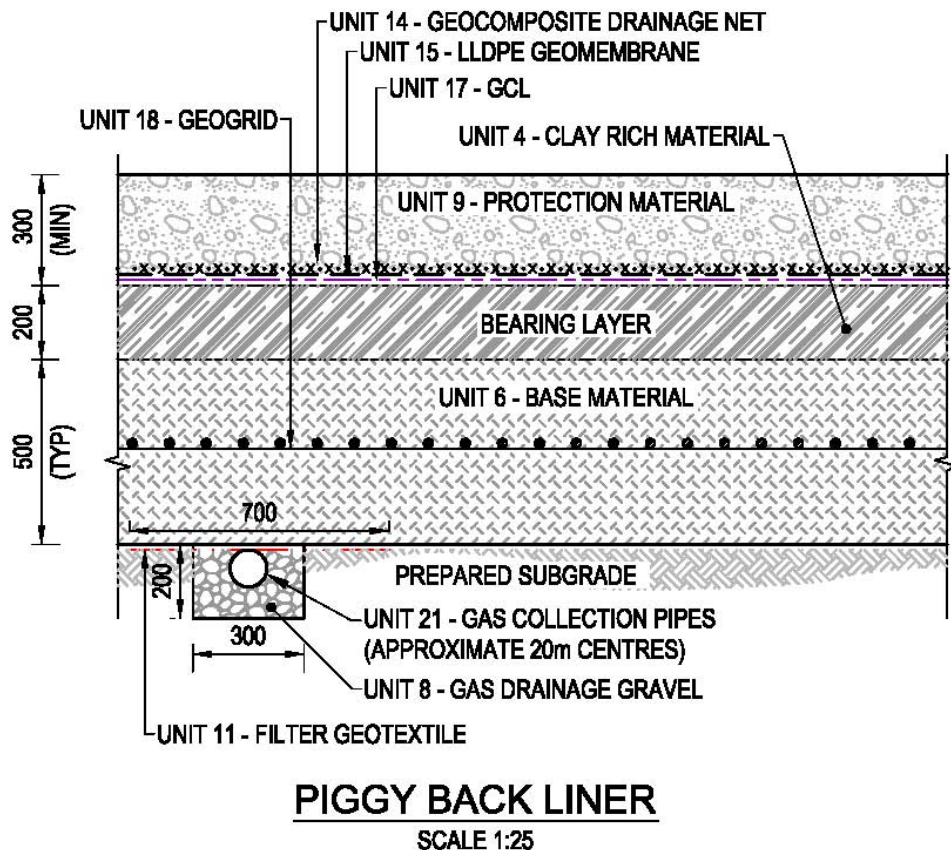 UNIT 14 - GEOCOMPOSITE DRAINAGE NET
UNIT 15 - LLDPE GEOMEMBRANE
UNIT 17 - GCL
UNIT 18 - GEOGRID
UNIT 4 - CLAY RICH MATERIAL
300
(MIN)
UNIT 9 - PROTECTION MATERIAL
200
BEARING LAYER
500
(TYP)
UNIT 6 - BASE MATERIAL
700
200
PREPARED SUBGRADE
300
UNIT 21 - GAS COLLECTION PIPES
(APPROXIMATE 20m CENTRES)
UNIT 8 - GAS DRAINAGE GRAVEL
UNIT 11 - FILTER GEOTEXTILE
PIGGY BACK LINER
SCALE 1:25